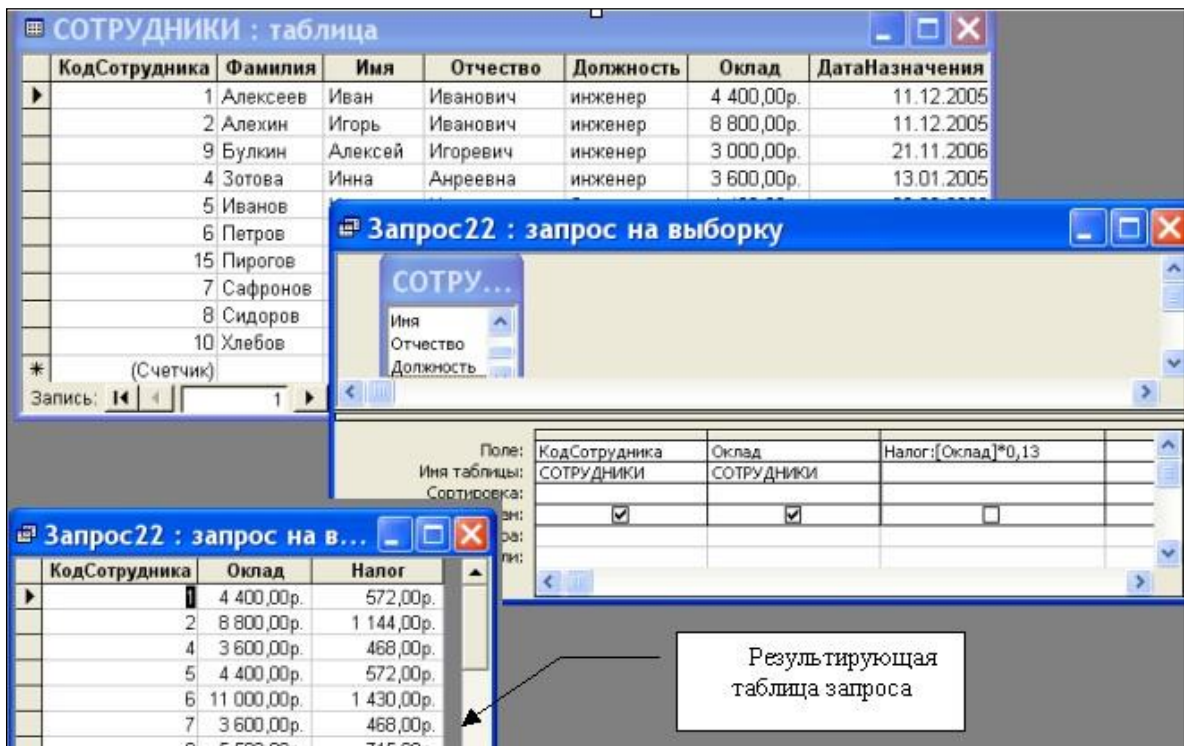 СОТРУДНИКИ : таблица
КодСотрудника Фамилия Имя Отчество Должность Оклад ДатаНазначения
1 Алексеев Иван Иванович инженер 4 400,00р. 11.12.2005
2 Алехин Игорь Иванович инженер 8 800,00р. 11.12.2005
9 Булкин Алексей Игоревич инженер 3 000,00р. 21.11.2006
4 Зотова Инна Анреевна инженер 3 600,00р. 13.01.2005
5 Иванов
6 Петров
15 Пирогов
7 Сафронов
8 Сидоров
10 Хлебов
(Счетчик)
Запись: 1
Запрос22 : запрос на выборку
СОТРУ...
Имя
Отчество
Должность
Поле: КодСотрудника Оклад Налог:[Оклад]*0,13
Имя таблицы: СОТРУДНИКИ СОТРУДНИКИ
Сортировка:
Запрос22 : запрос на в...
КодСотрудника Оклад Налог
1 4 400,00р. 572,00р.
2 8 800,00р. 1 144,00р.
4 3 600,00р. 468,00р.
5 4 400,00р. 572,00р.
6 11 000,00р. 1 430,00р.
7 3 600,00р. 468,00р.
Результирующая
таблица запроса